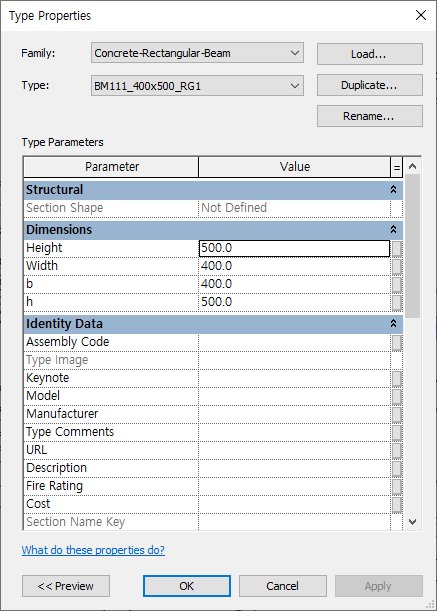 Type Properties
Family: Concrete-Rectangular-Beam Load...
Type: BM111_400x500_RG1 Duplicate...
Rename...
Type Parameters
Parameter Value =
Structural
Section Shape Not Defined
Dimensions
Height 500.0
Width 400.0
b 400.0
h 500.0
Identity Data
Assembly Code
Type Image
Keynote
Model
Manufacturer
Type Comments
URL
Description
Fire Rating
Cost
Section Name Key
What do these properties do?
<< Preview OK Cancel Apply